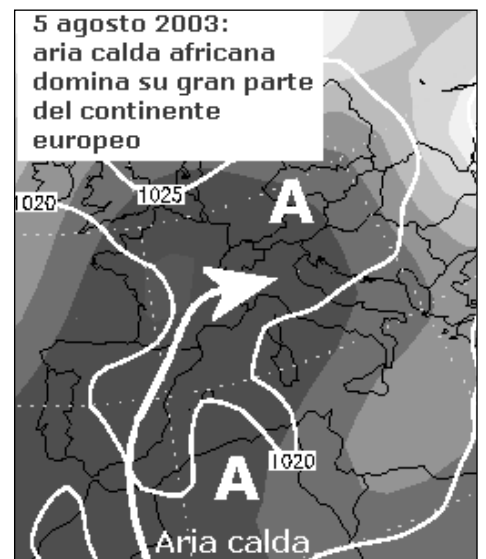 5 agosto 2003:
aria calda africana
domina su gran parte
del continente
europeo
1025
1020
A
1020
A
Aria calda